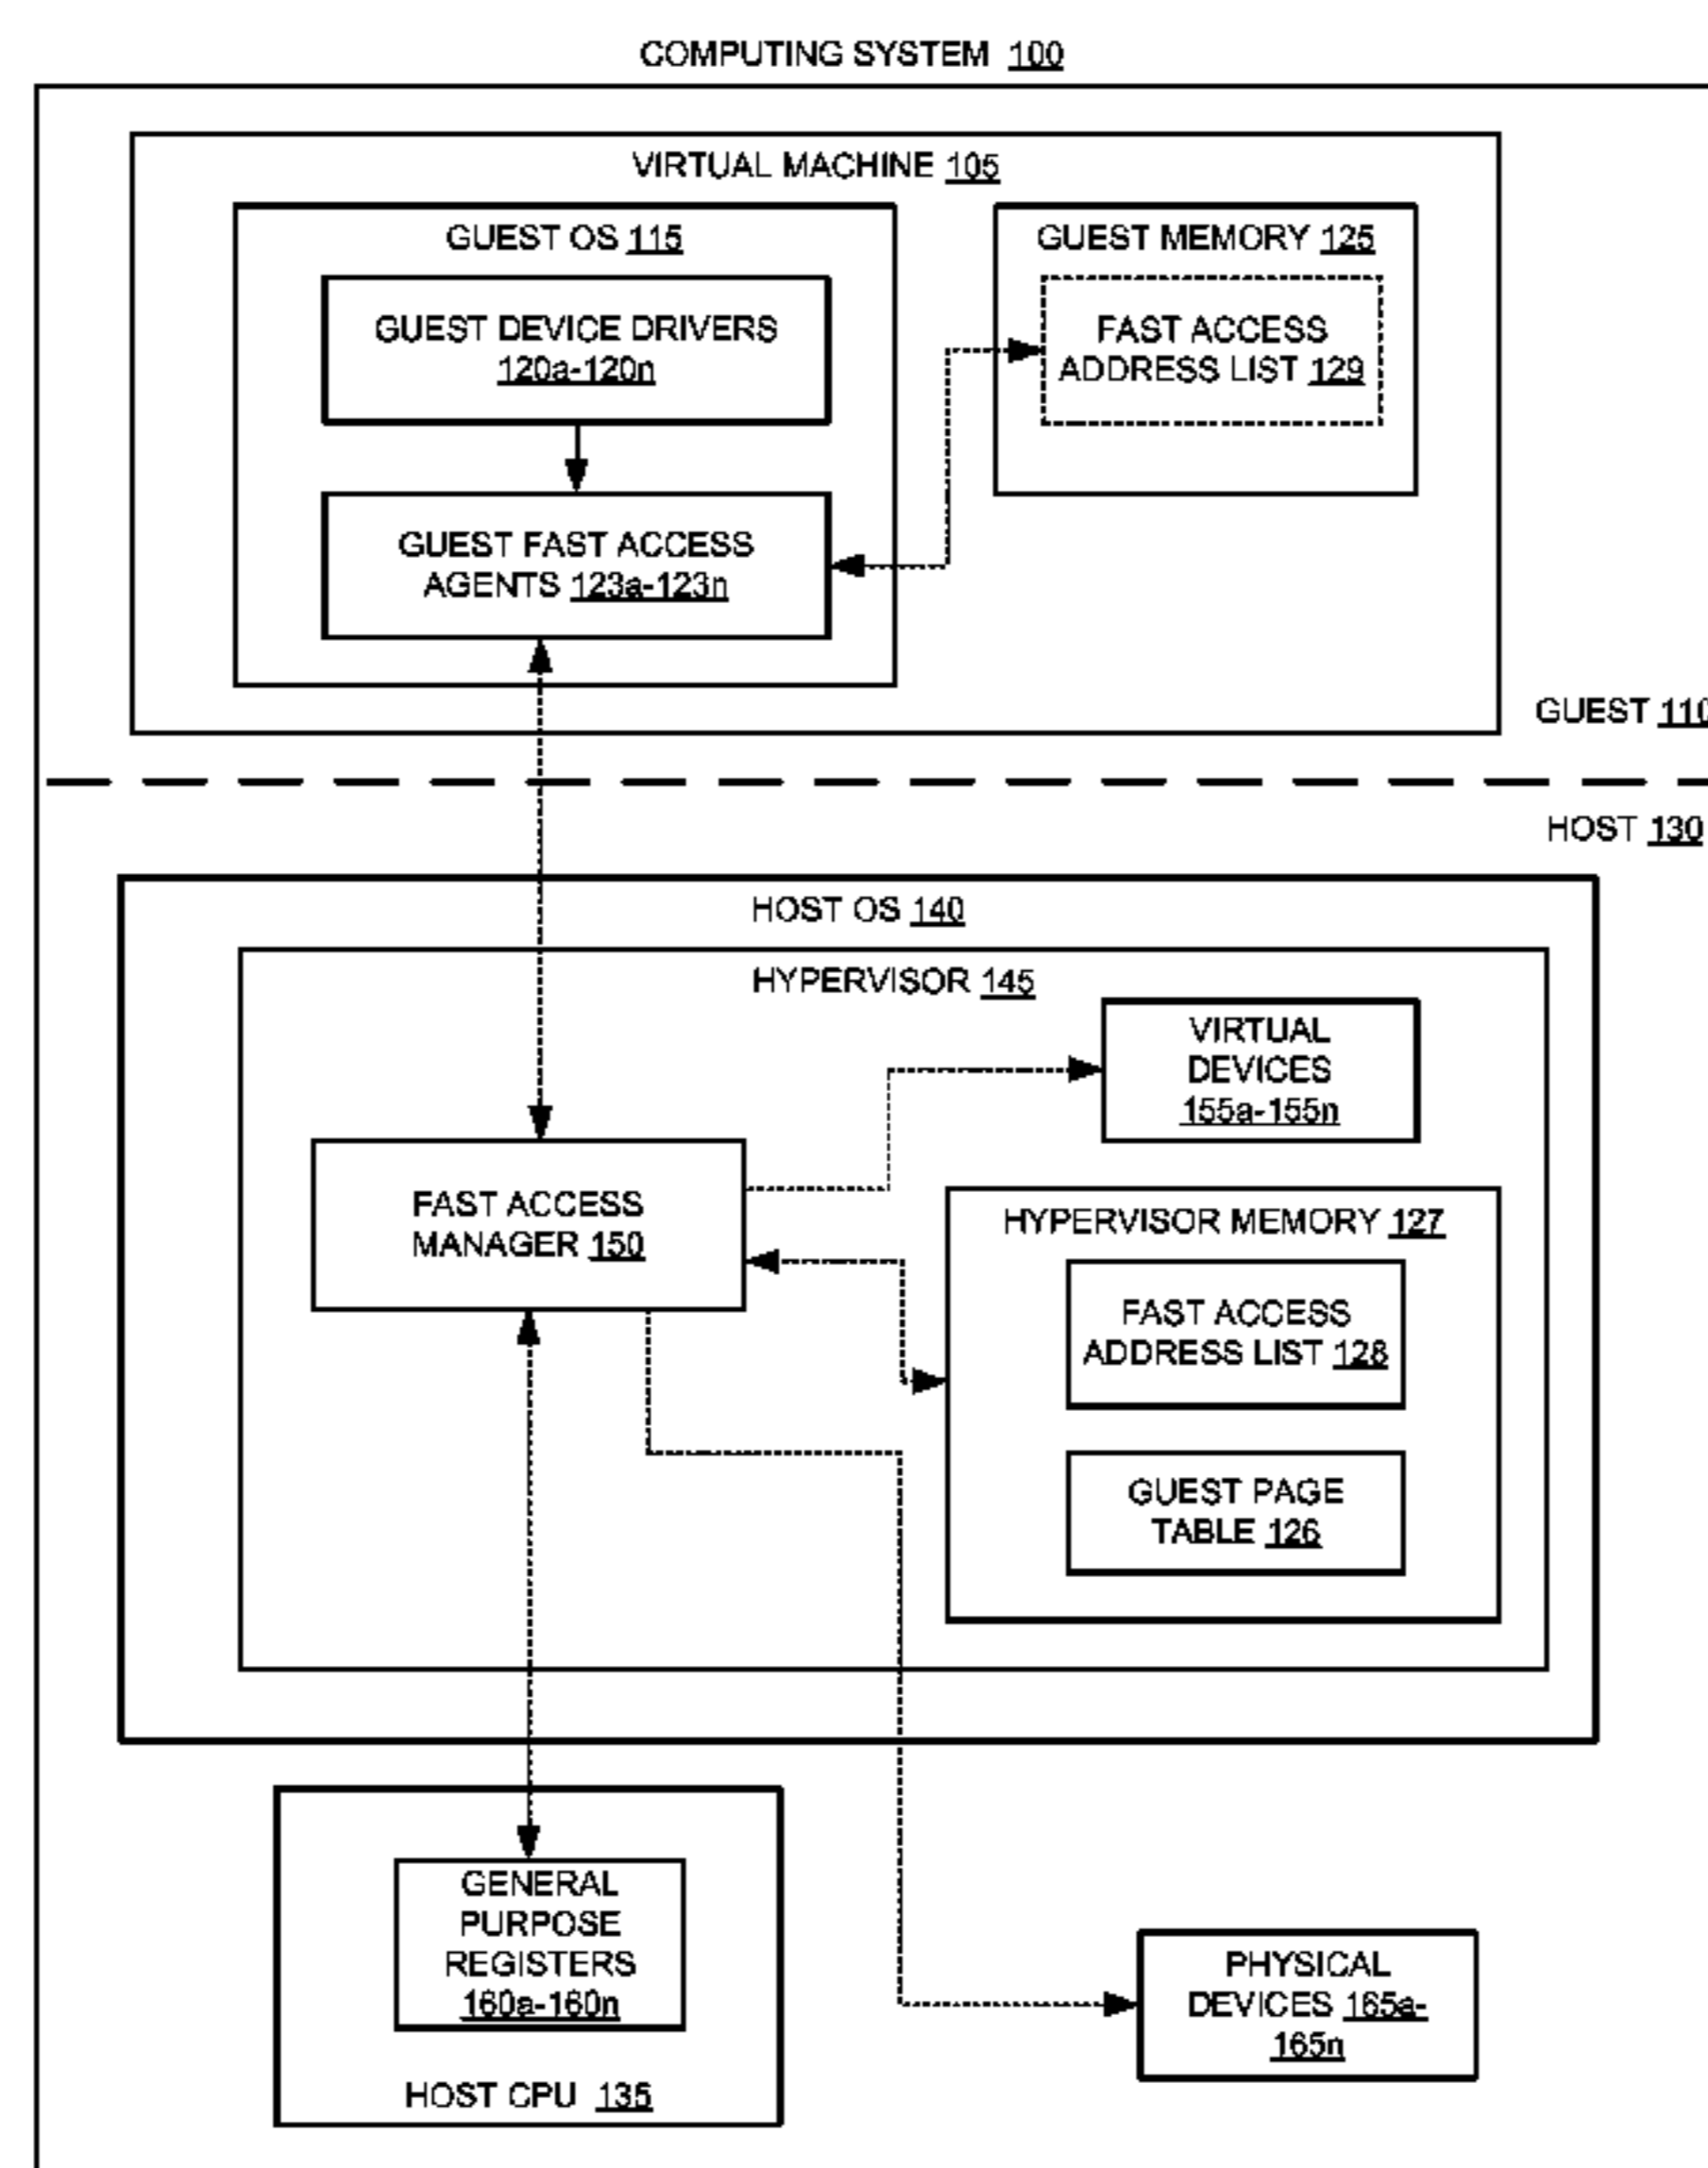 COMPUTING SYSTEM 100
VIRTUAL MACHINE 105
GUEST OS 115
GUEST DEVICE DRIVERS
120a-120n
GUEST FAST ACCESS
AGENTS 123a-123n
GUEST MEMORY 125
FAST ACCESS
ADDRESS LIST 129
GUEST 110
HOST 130
HOST OS 140
HYPERVISOR 145
VIRTUAL
DEVICES
155a-155n
FAST ACCESS
MANAGER 150
HYPERVISOR MEMORY 127
FAST ACCESS
ADDRESS LIST 128
GUEST PAGE
TABLE 126
GENERAL
PURPOSE
REGISTERS
160a-160n
HOST CPU 135
PHYSICAL
DEVICES 165a-
165n